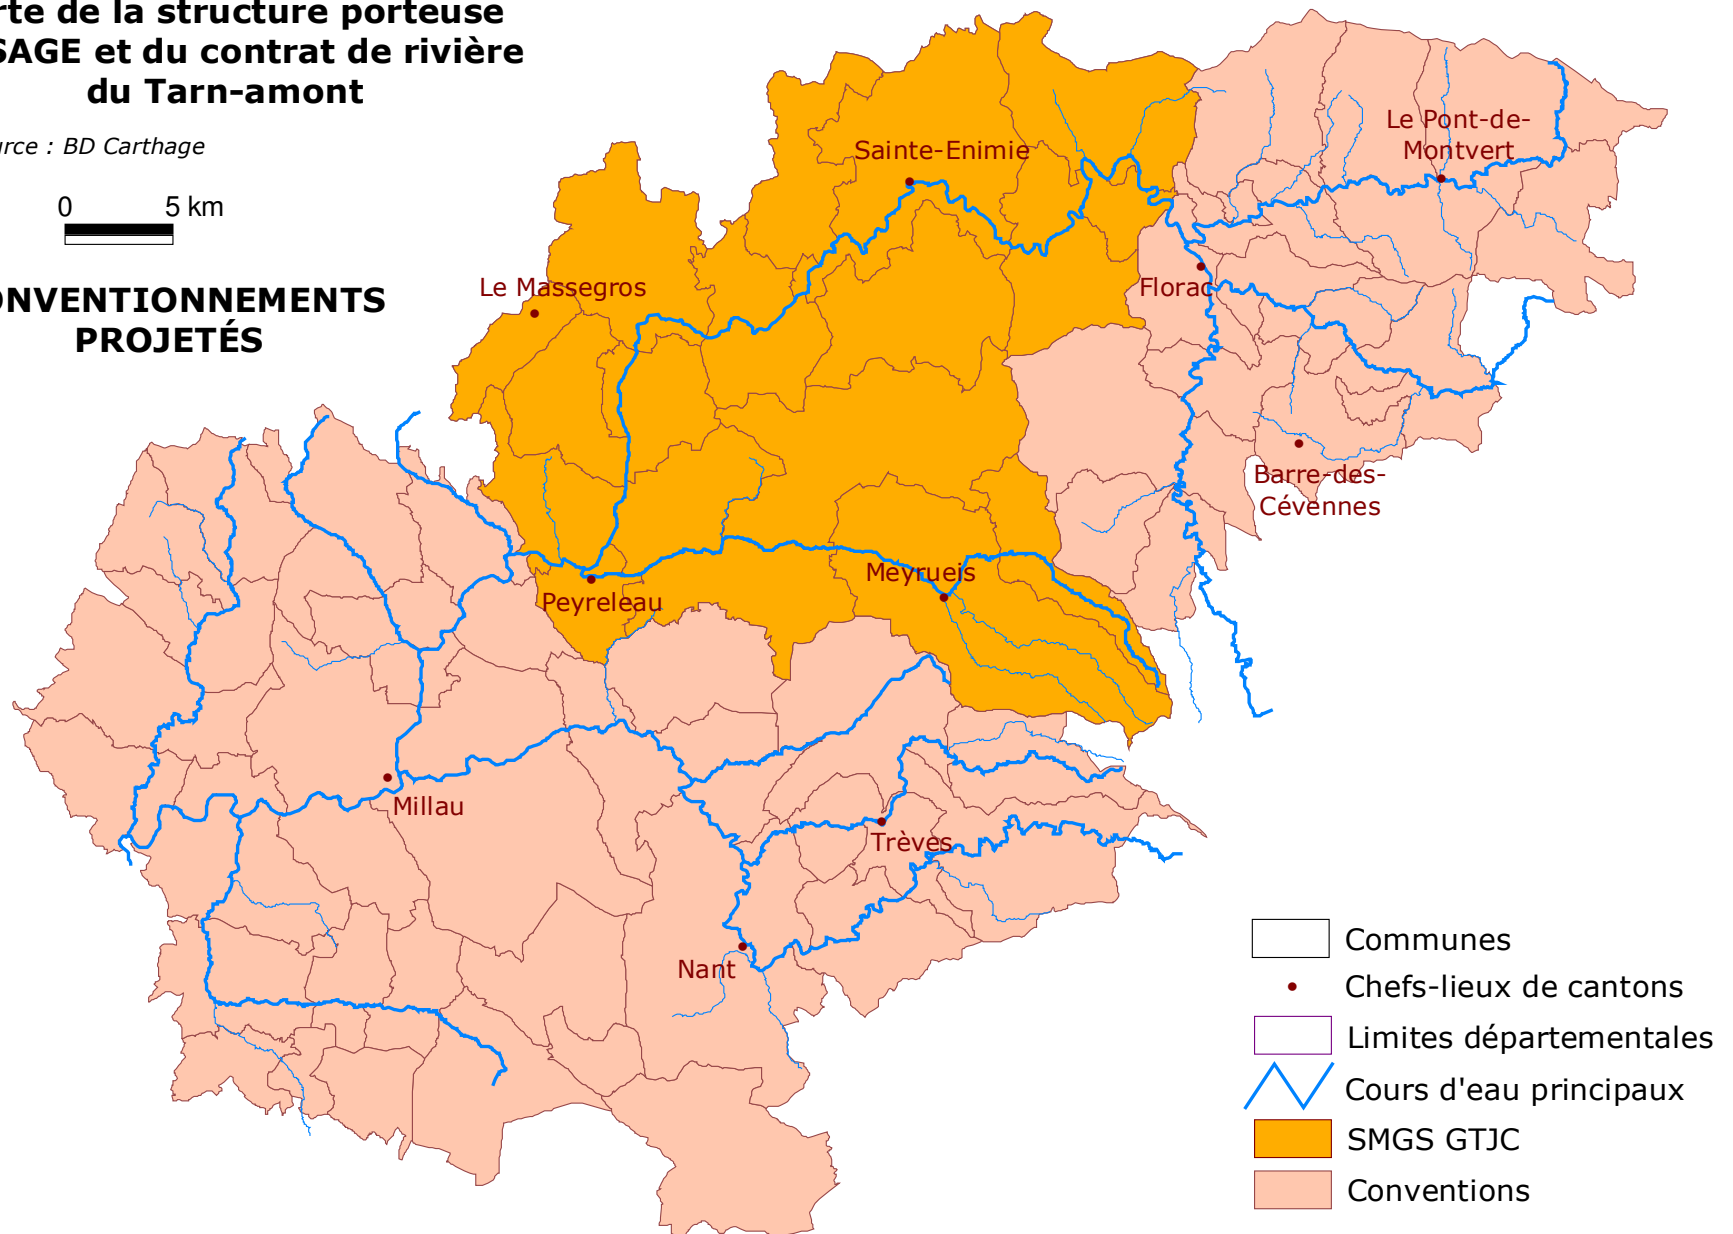 rte de la structure porteuse
SAGE et du contrat de rivière
du Tarn-amont
urce : BD Carthage
0 5 km
ONVENTIONNEMENTS
PROJETÉS
Le Pont-de-
Montvert
Sainte-Enimie
Florac
Le Massegros
Barre-des-
Cévennes
Meyrueis
Peyreleau
Millau
Trèves
Nant
Communes
Chefs-lieux de cantons
Limites départementales
Cours d'eau principaux
SMGS GTJC
Conventions